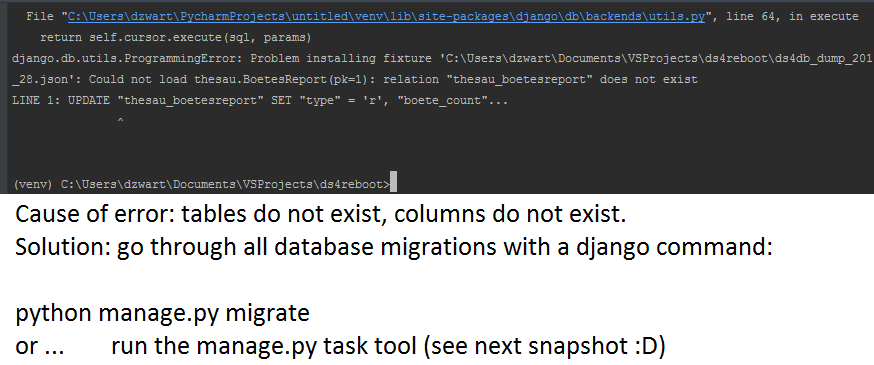 File "C:\Users\dzwart\PycharmProjects\untitled\venv\lib\site-packages\django\db\backends\utils.py", line 64, in execute
return self.cursor.execute(sql, params)
django.db.utils.ProgrammingError: Problem installing fixture 'C:\Users\dzwart\Documents\VSProjects\ds4reboot\ds4db_dump_201
_28.json': Could not load thesau.BoetesReport(pk=1): relation "thesau_boetesreport" does not exist
LINE 1: UPDATE "thesau_boetesreport" SET "type" = 'r', "boete_count"...
^
(venv) C:\Users\dzwart\Documents\VSProjects\ds4reboot>
Cause of error: tables do not exist, columns do not exist.
Solution: go through all database migrations with a django command:
python manage.py migrate
or ... run the manage.py task tool (see next snapshot :D)